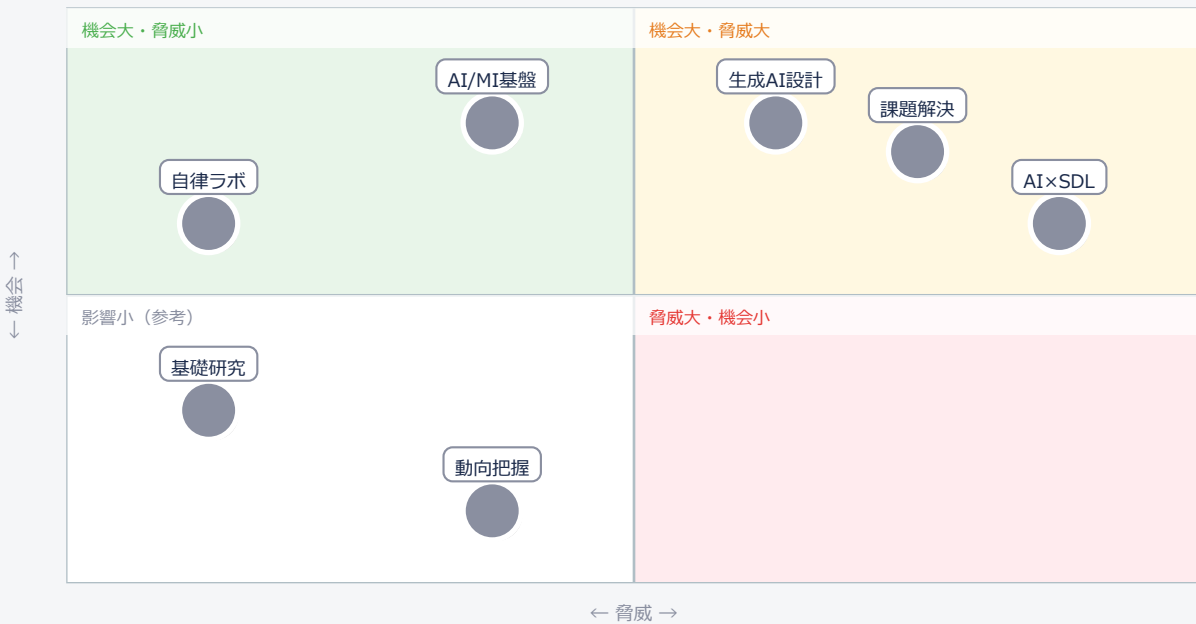 機会大・脅威小
機会大・脅威大
AI/MI基盤
生成AI設計
課題解決
自律ラボ
AI×SDL
← 機会 →
影響小（参考）
脅威大・機会小
基礎研究
動向把握
← 脅威 →